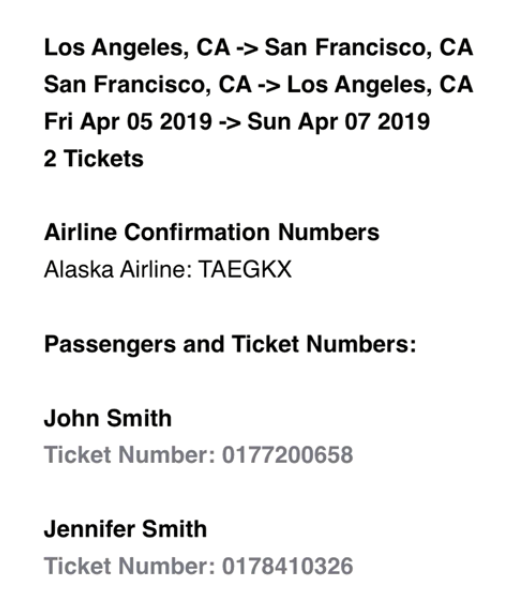 Los Angeles, CA -> San Francisco, CA
San Francisco, CA -> Los Angeles, CA
Fri Apr 05 2019 -> Sun Apr 07 2019
2 Tickets
Airline Confirmation Numbers
Alaska Airline: TAEGKX
Passengers and Ticket Numbers:
John Smith
Ticket Number: 0177200658
Jennifer Smith
Ticket Number: 0178410326